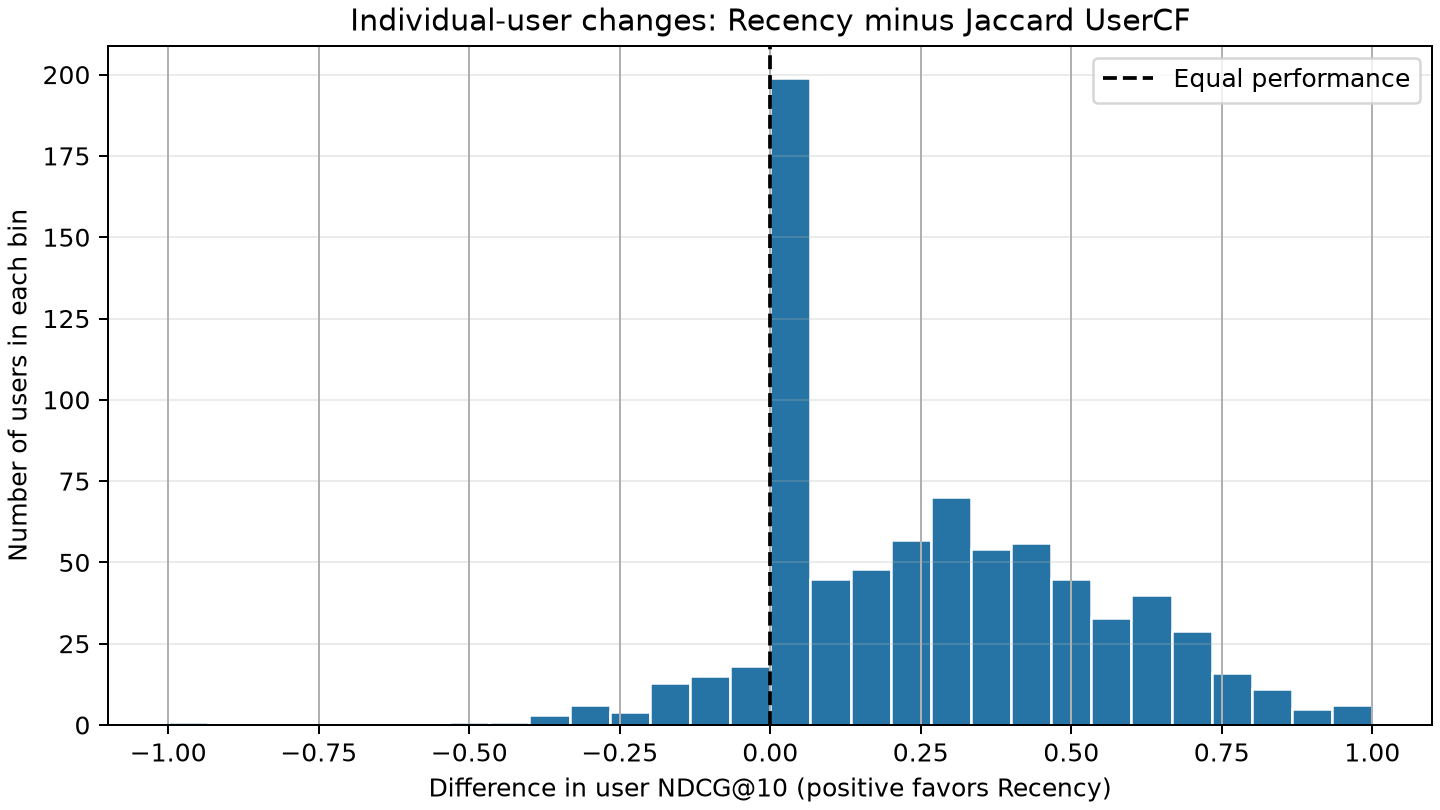 Individual-user changes: Recency minus Jaccard UserCF
Equal performance
Number of users in each bin
200
175
150
125
100
75
50
25
0
−1.00 −0.75 −0.50 −0.25 0.00 0.25 0.50 0.75 1.00
Difference in user NDCG@10 (positive favors Recency)